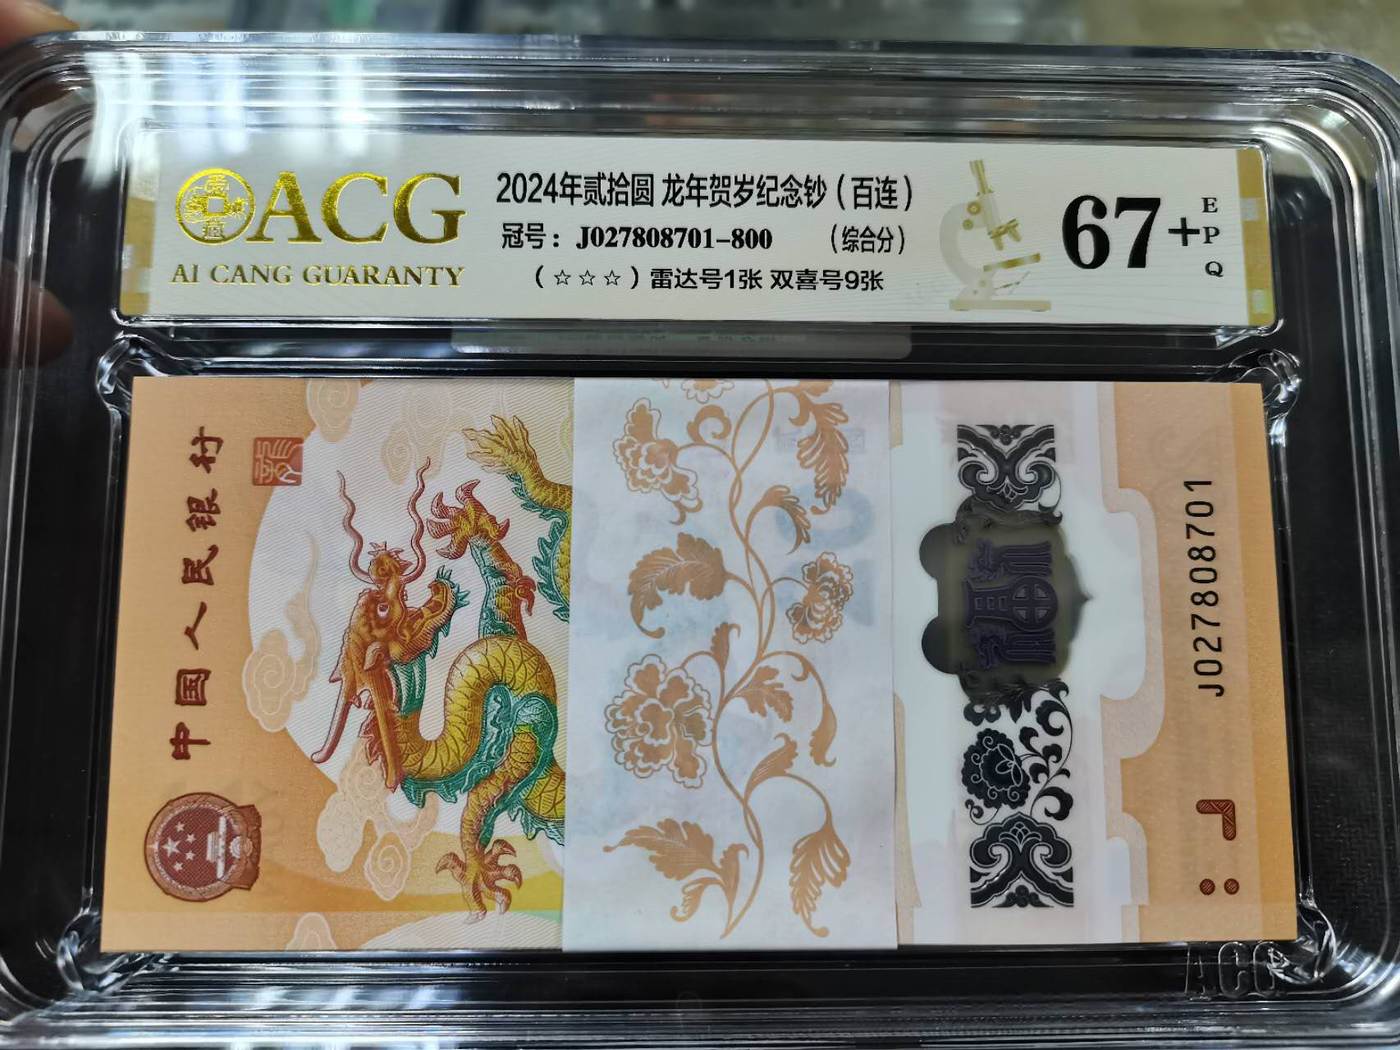 ACG
AI CANG GUARANTY
2024年贰拾圆 龙年贺岁纪念钞（百连）
冠号：J027808701-800 （综合分）
（☆☆☆）雷达号1张 双喜号9张
67+
EPQ
中国人民银行
J027808701
ACG